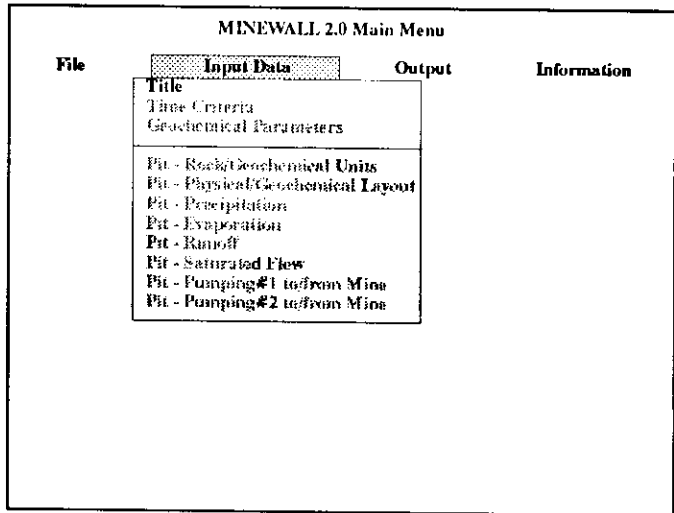 MINEWALL 2.0 Main Menu
File Input Data Output Information
Title
Time Criteria
Geochemical Parameters
Pit - Rock/Geochemical Units
Pit - Physical/Geochemical Layout
Pit - Precipitation
Pit - Evaporation
Pit - Runoff
Pit - Saturated Flow
Pit - Pumping#1 to/from Mine
Pit - Pumping#2 to/from Mine